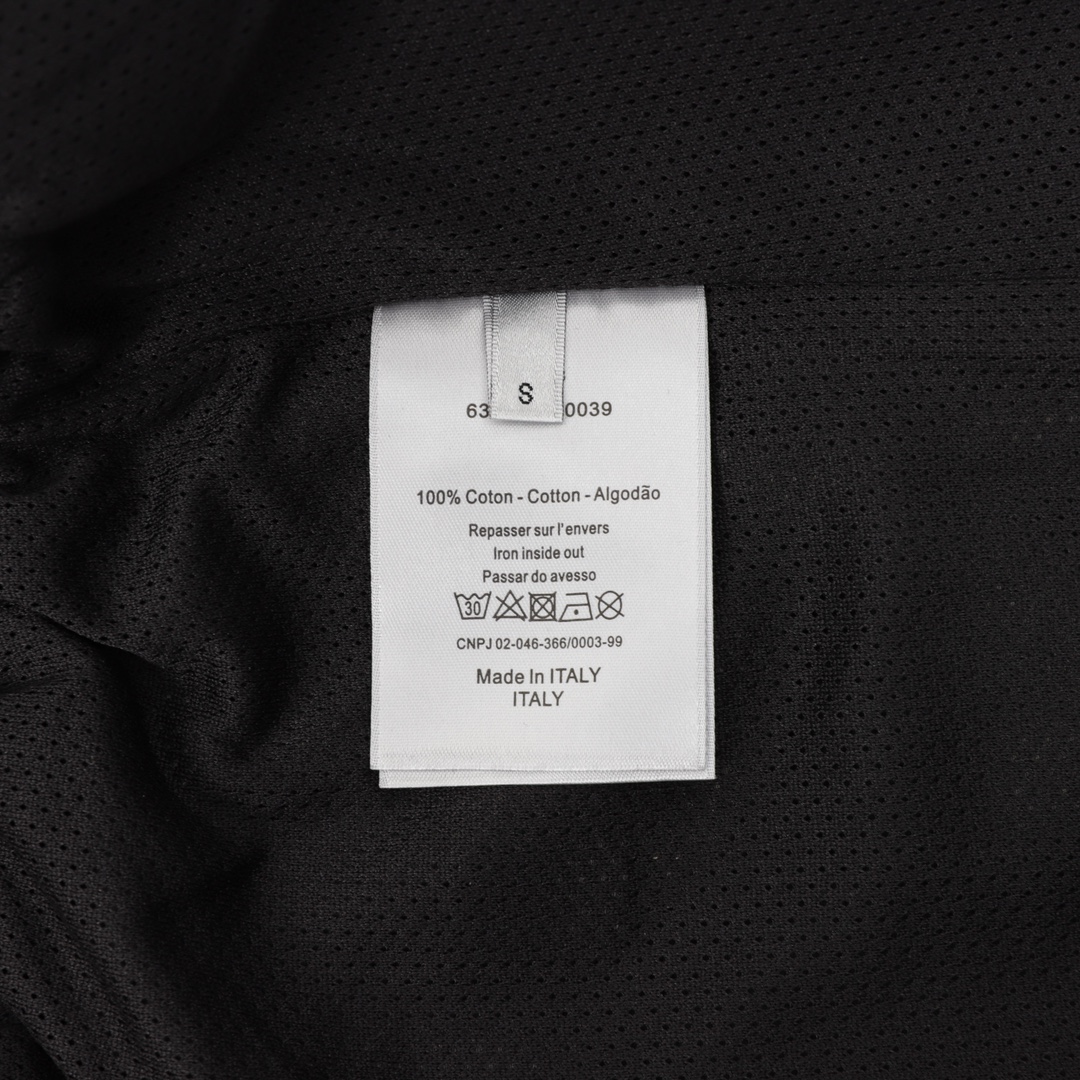 S
63 0039
100% Coton - Cotton - Algodão
Repasser sur l'envers
Iron inside out
Passar do avesso
30
CNPJ 02-046-366/0003-99
Made In ITALY
ITALY